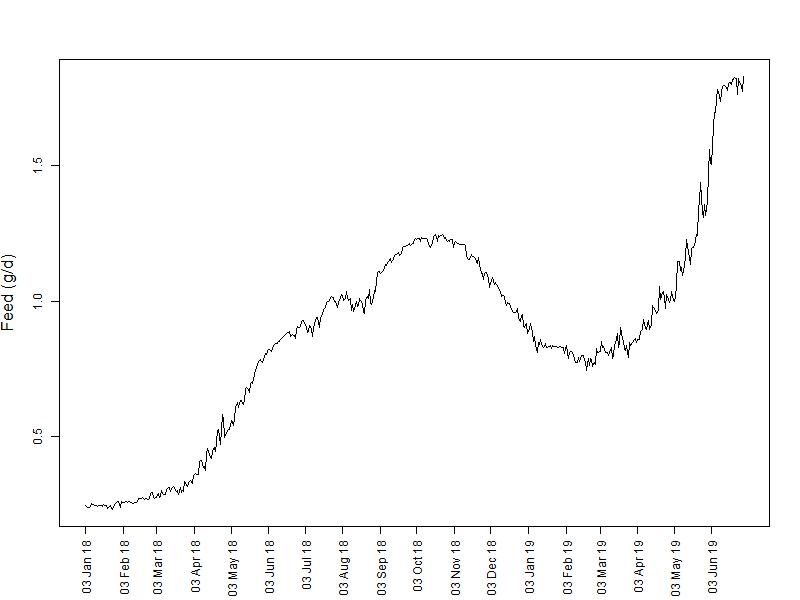 Feed (g/d)
1.5
1.0
0.5
03 Jan 18
03 Feb 18
03 Mar 18
03 Apr 18
03 May 18
03 Jun 18
03 Jul 18
03 Aug 18
03 Sep 18
03 Oct 18
03 Nov 18
03 Dec 18
03 Jan 19
03 Feb 19
03 Mar 19
03 Apr 19
03 May 19
03 Jun 19